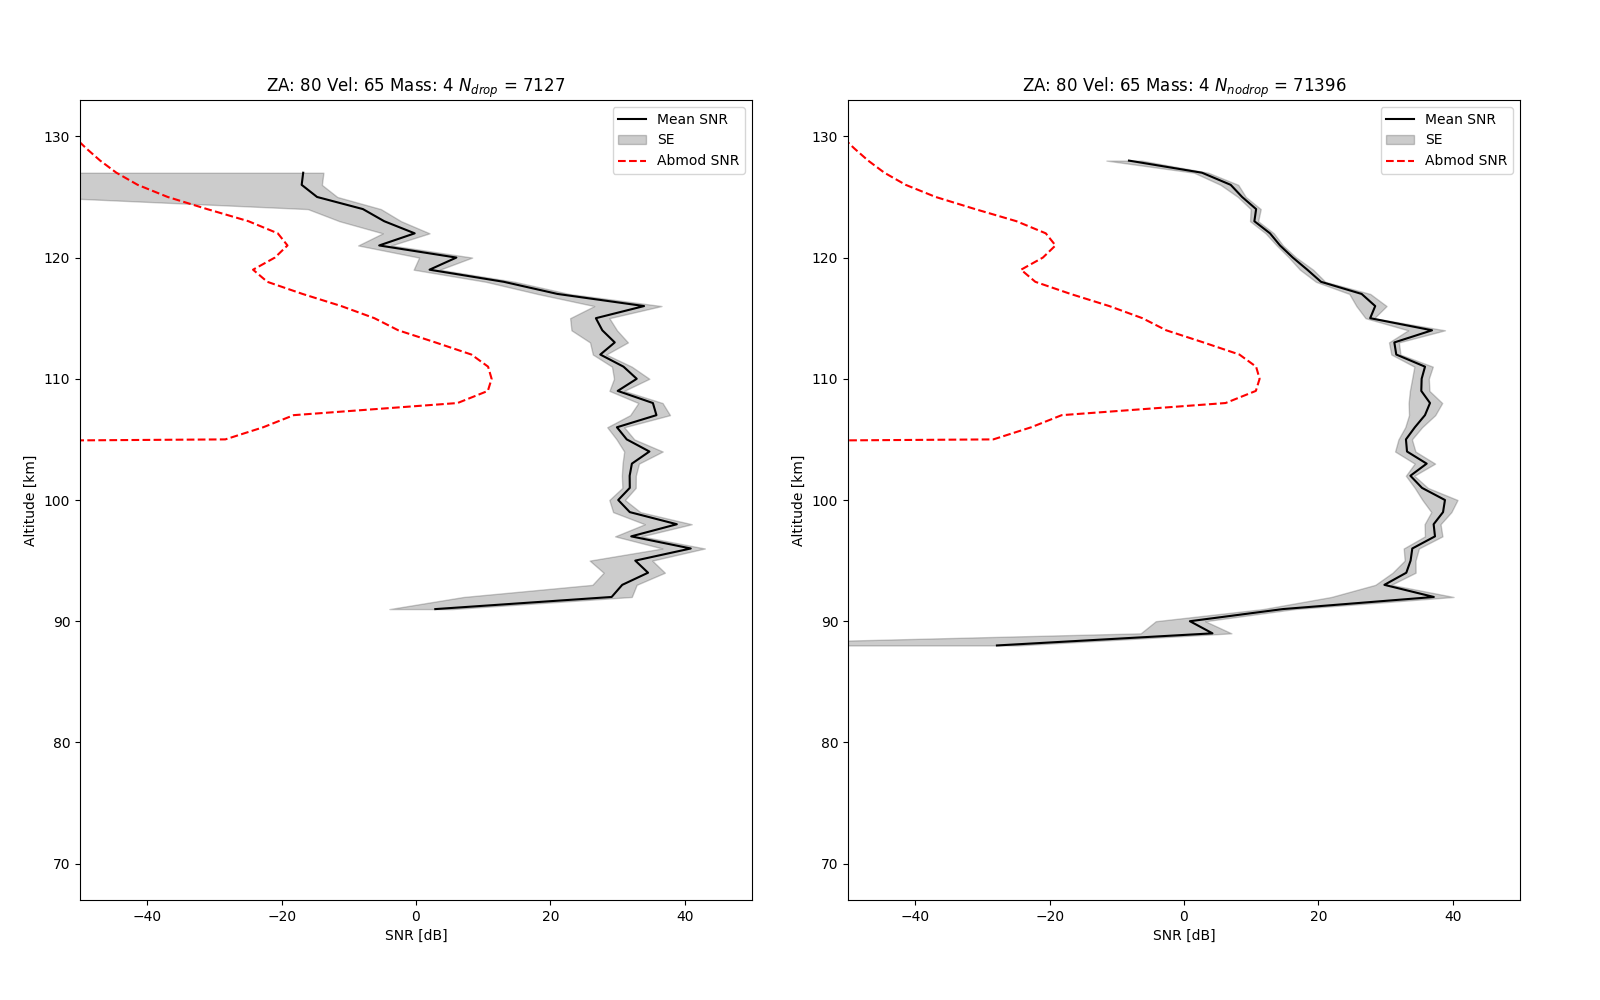 ZA: 80 Vel: 65 Mass: 4 N_drop = 7127
Mean SNR
SE
Abmod SNR
130
120
110
100
90
80
70
Altitude [km]
−40
−20
0
20
40
SNR [dB]
ZA: 80 Vel: 65 Mass: 4 N_nodrop = 71396
Mean SNR
SE
Abmod SNR
130
120
110
100
90
80
70
Altitude [km]
−40
−20
0
20
40
SNR [dB]